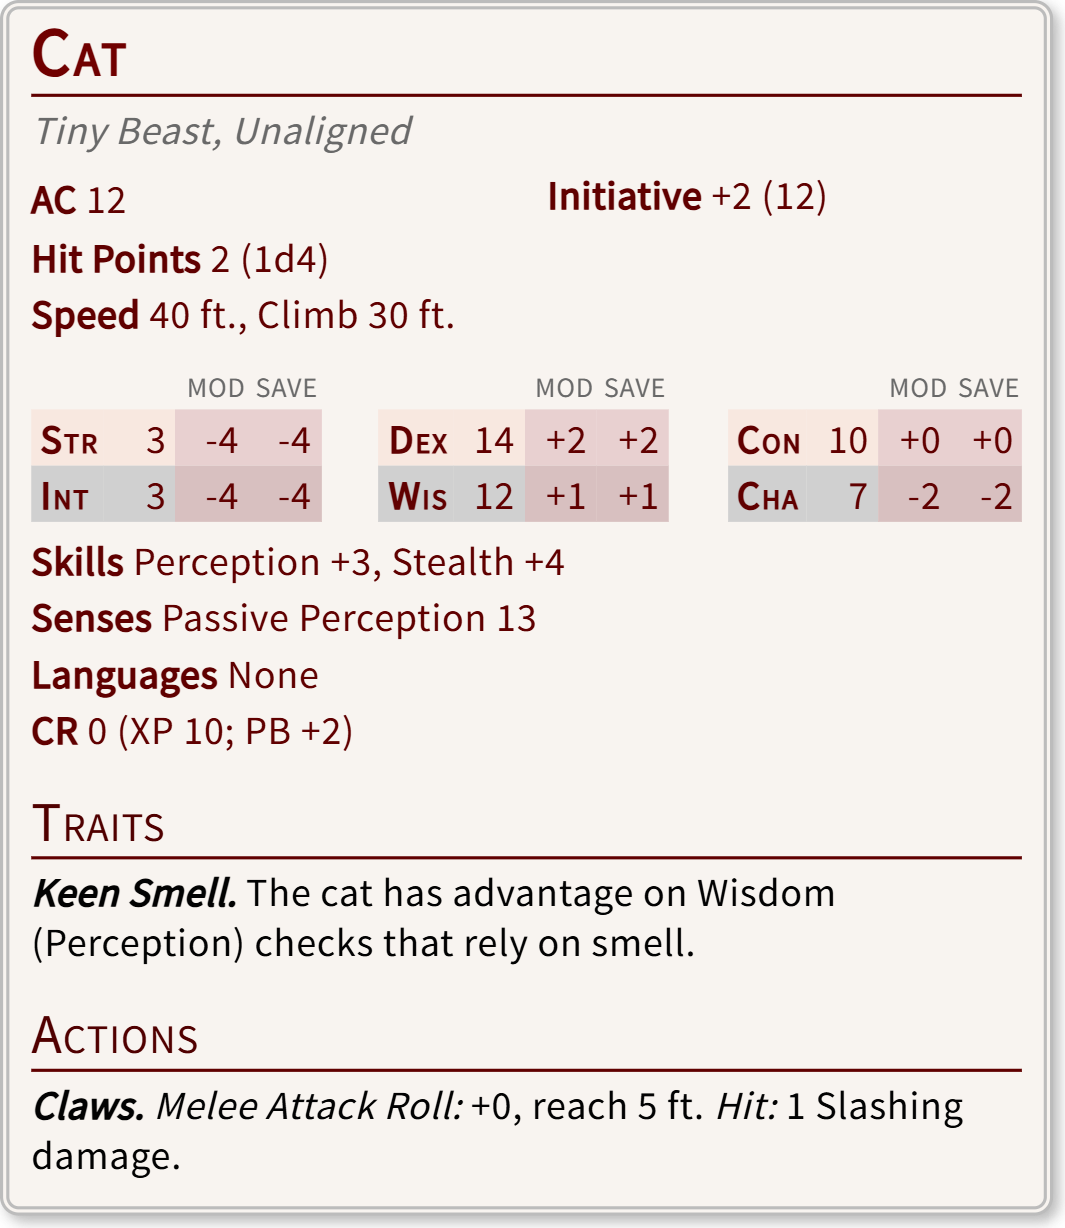 Cat
Tiny Beast, Unaligned
AC 12 Initiative +2 (12)
Hit Points 2 (1d4)
Speed 40 ft., Climb 30 ft.
MOD SAVE MOD SAVE MOD SAVE
Str 3 -4 -4 Dex 14 +2 +2 Con 10 +0 +0
Int 3 -4 -4 Wis 12 +1 +1 Cha 7 -2 -2
Skills Perception +3, Stealth +4
Senses Passive Perception 13
Languages None
CR 0 (XP 10; PB +2)
Traits
Keen Smell. The cat has advantage on Wisdom
(Perception) checks that rely on smell.
Actions
Claws. Melee Attack Roll: +0, reach 5 ft. Hit: 1 Slashing
damage.